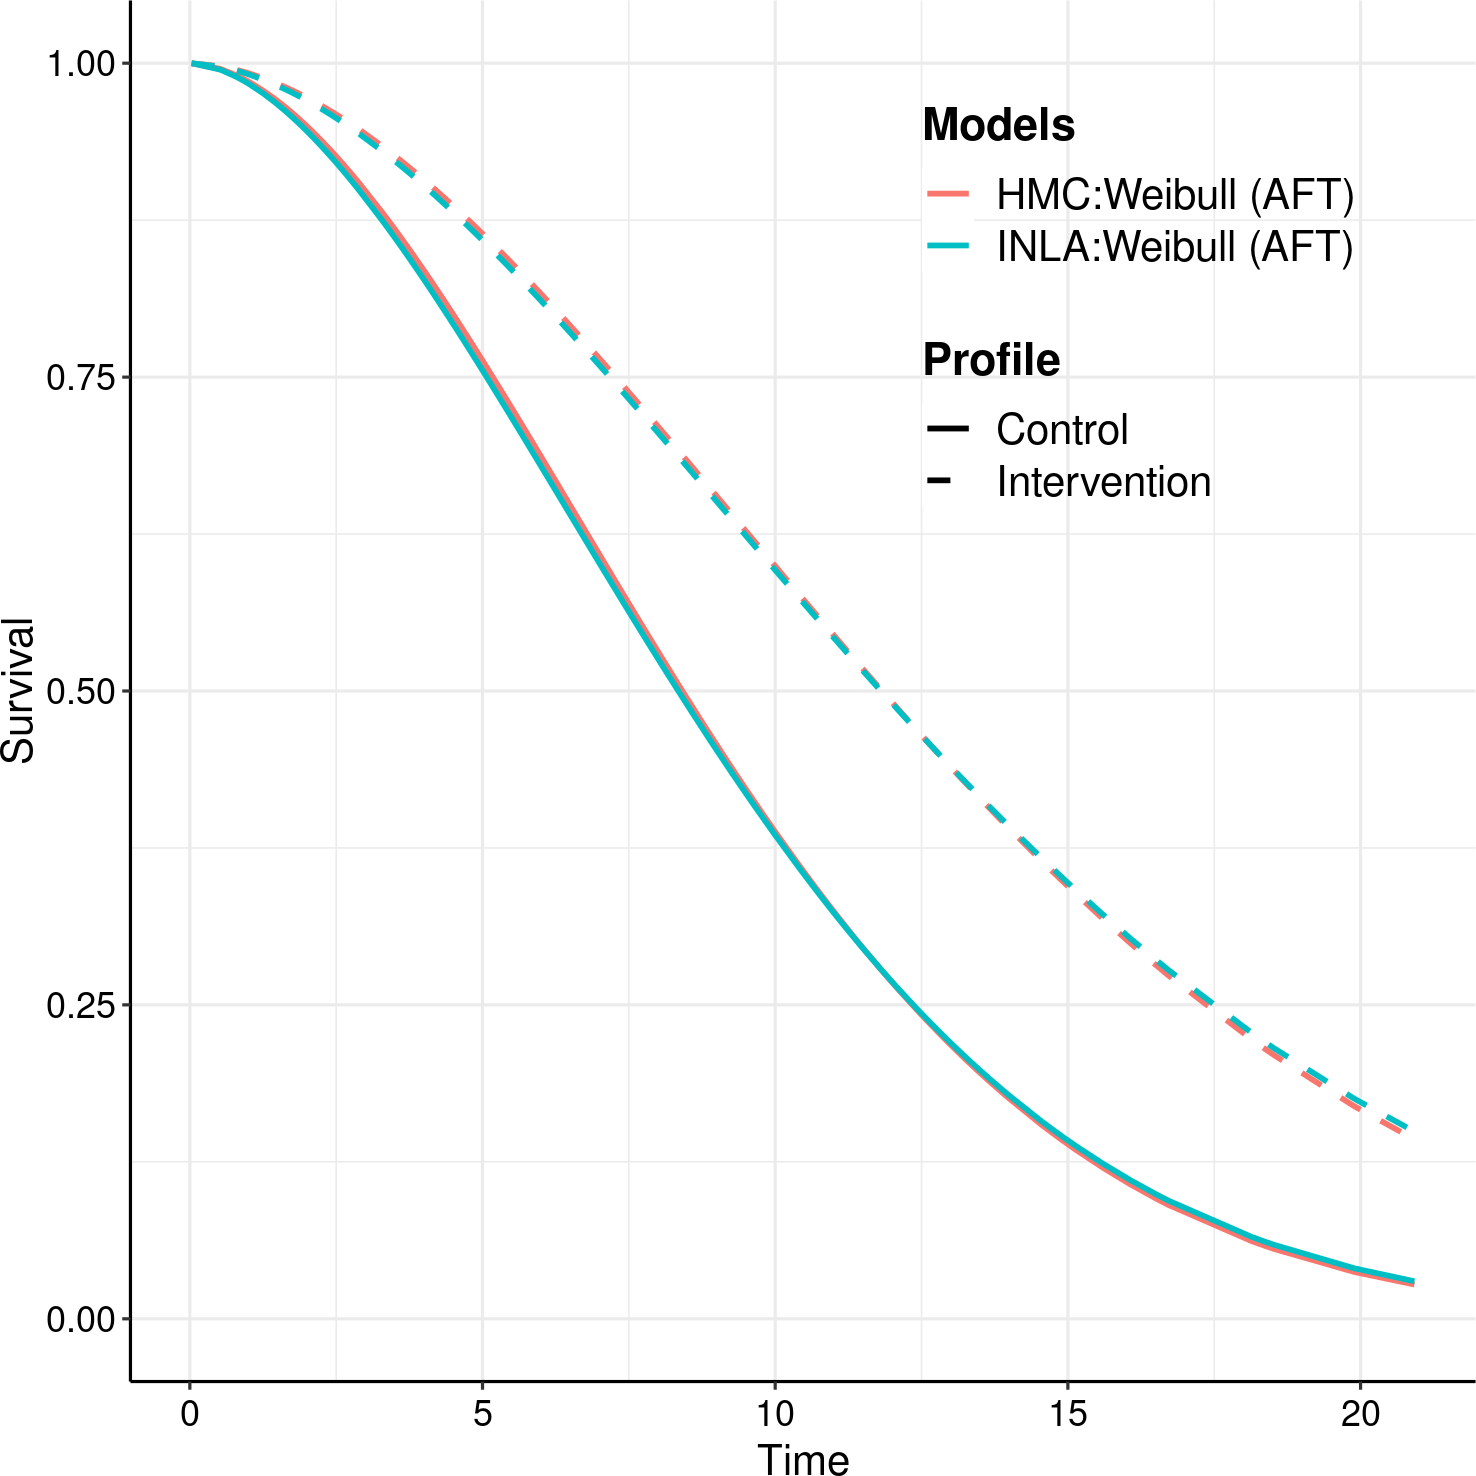 Models
HMC:Weibull (AFT)
INLA:Weibull (AFT)
Profile
Control
Intervention
Survival
1.00
0.75
0.50
0.25
0.00
0 5 10 15 20
Time